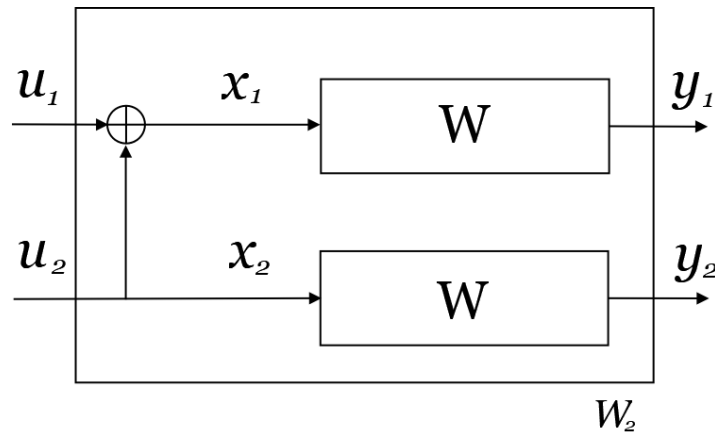 u₁ x₁ W y₁
u₂ x₂ W y₂
W₂